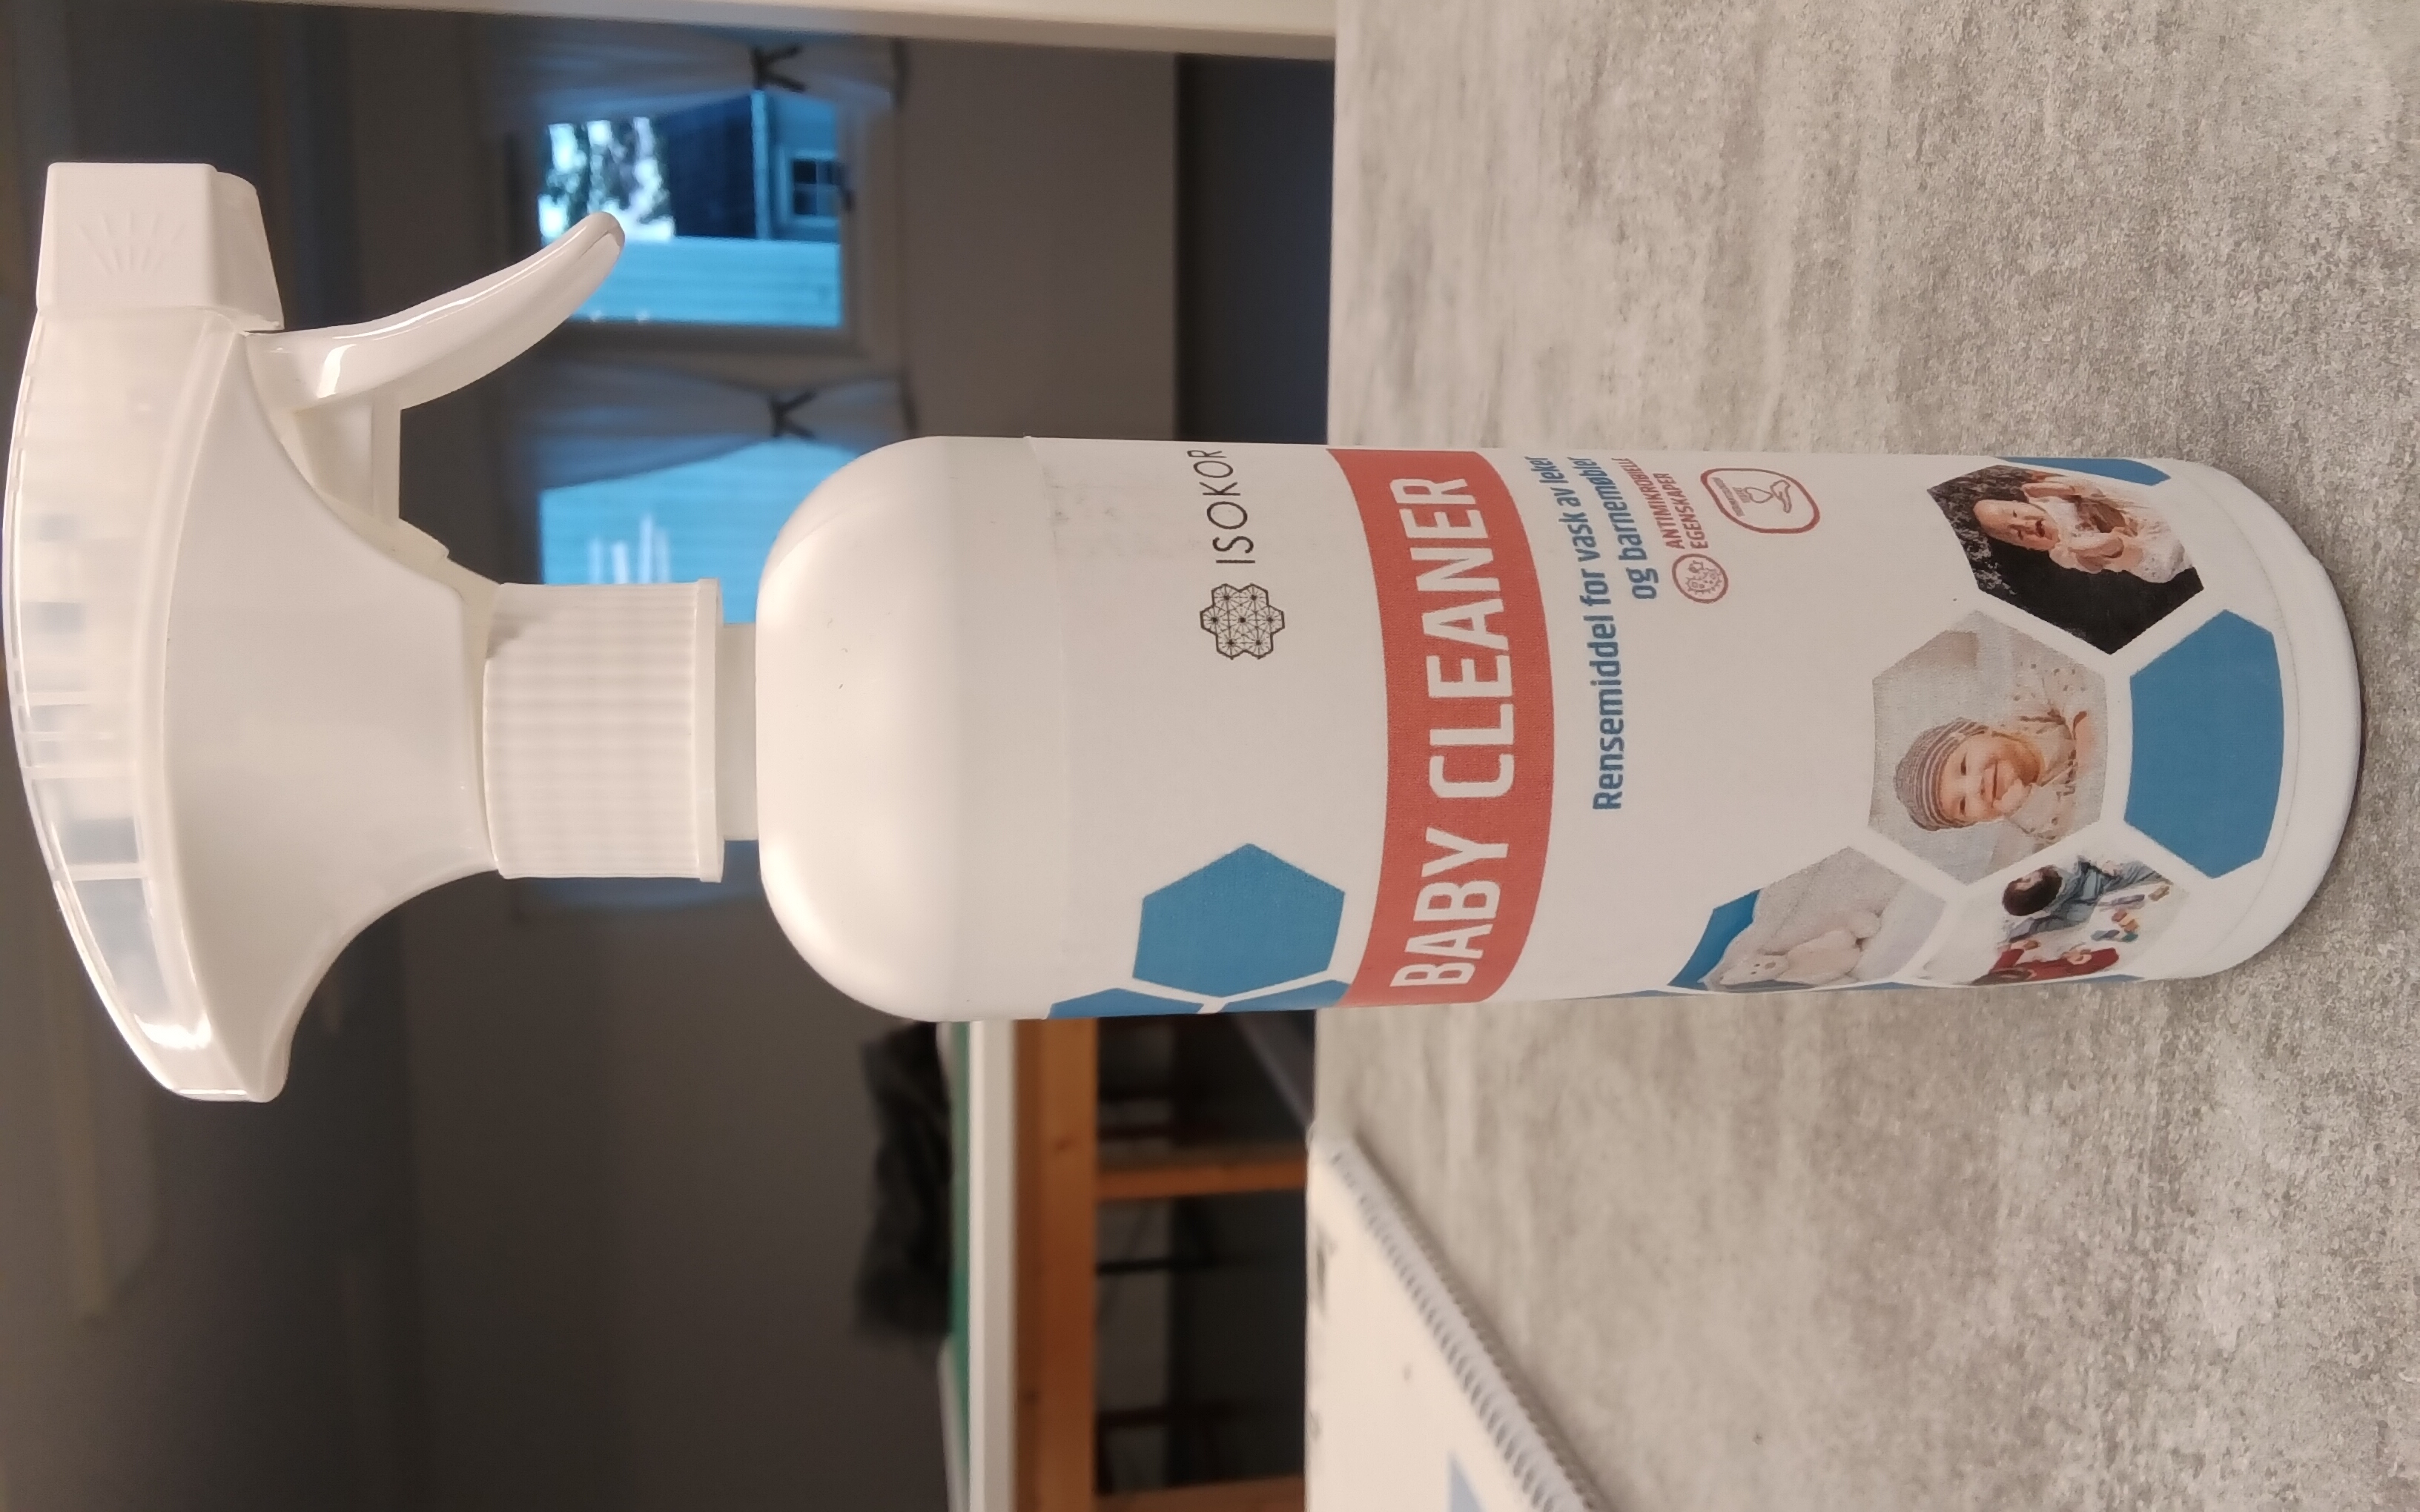 ISOKOR
BABY CLEANER
Rensemiddel for vask av leker
og barnemøbler
ANTIMIKROBIELLE
EGENSKAPER